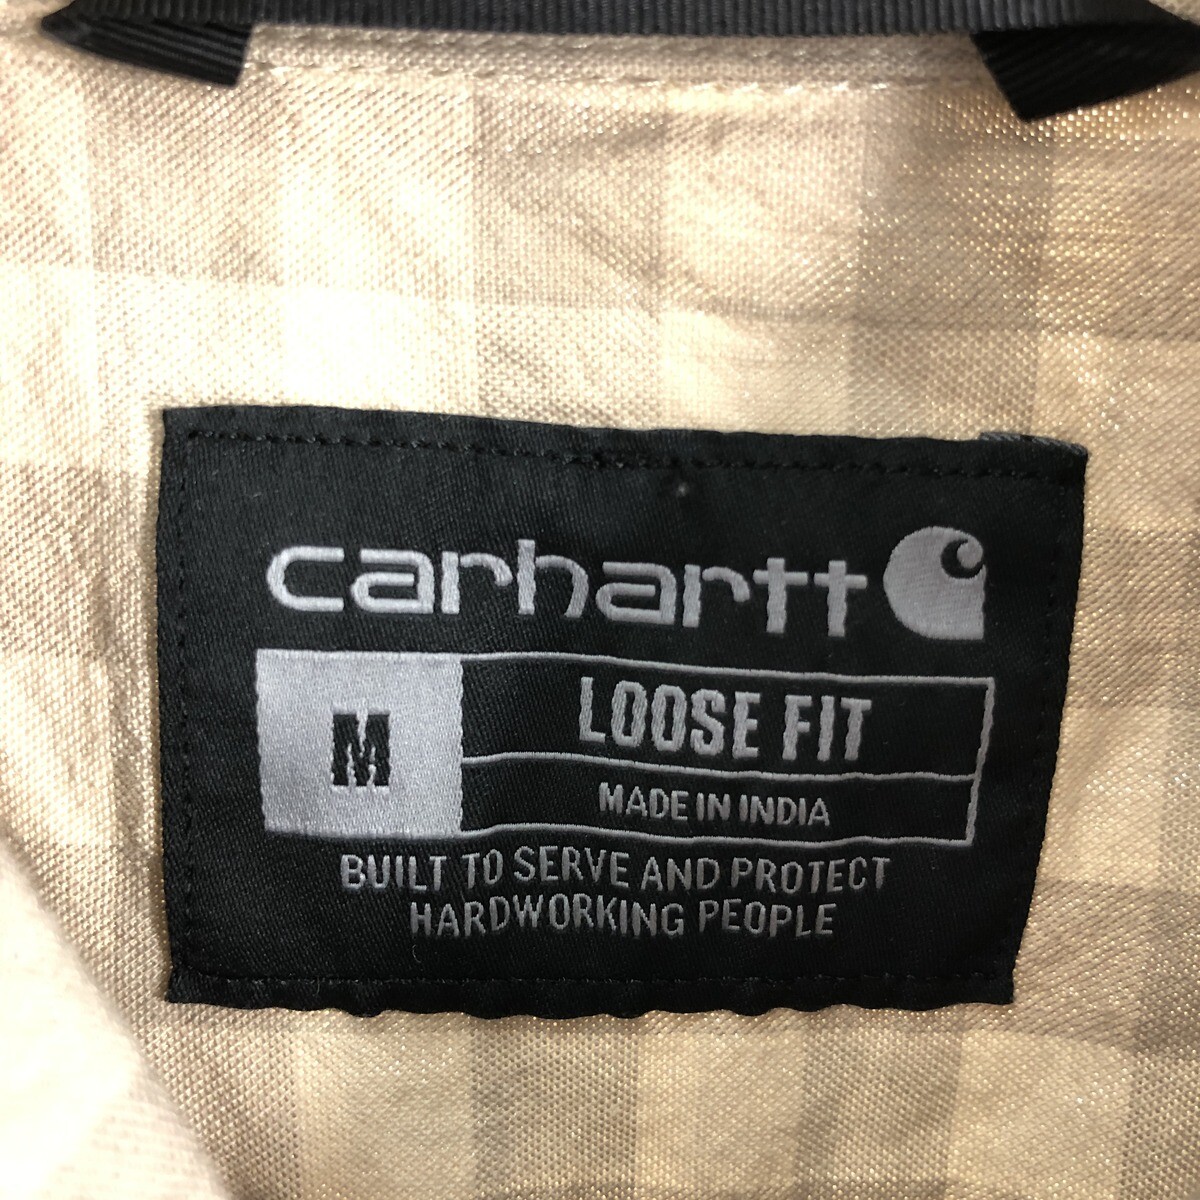 carhartt
M
LOOSE FIT
MADE IN INDIA
BUILT TO SERVE AND PROTECT
HARDWORKING PEOPLE